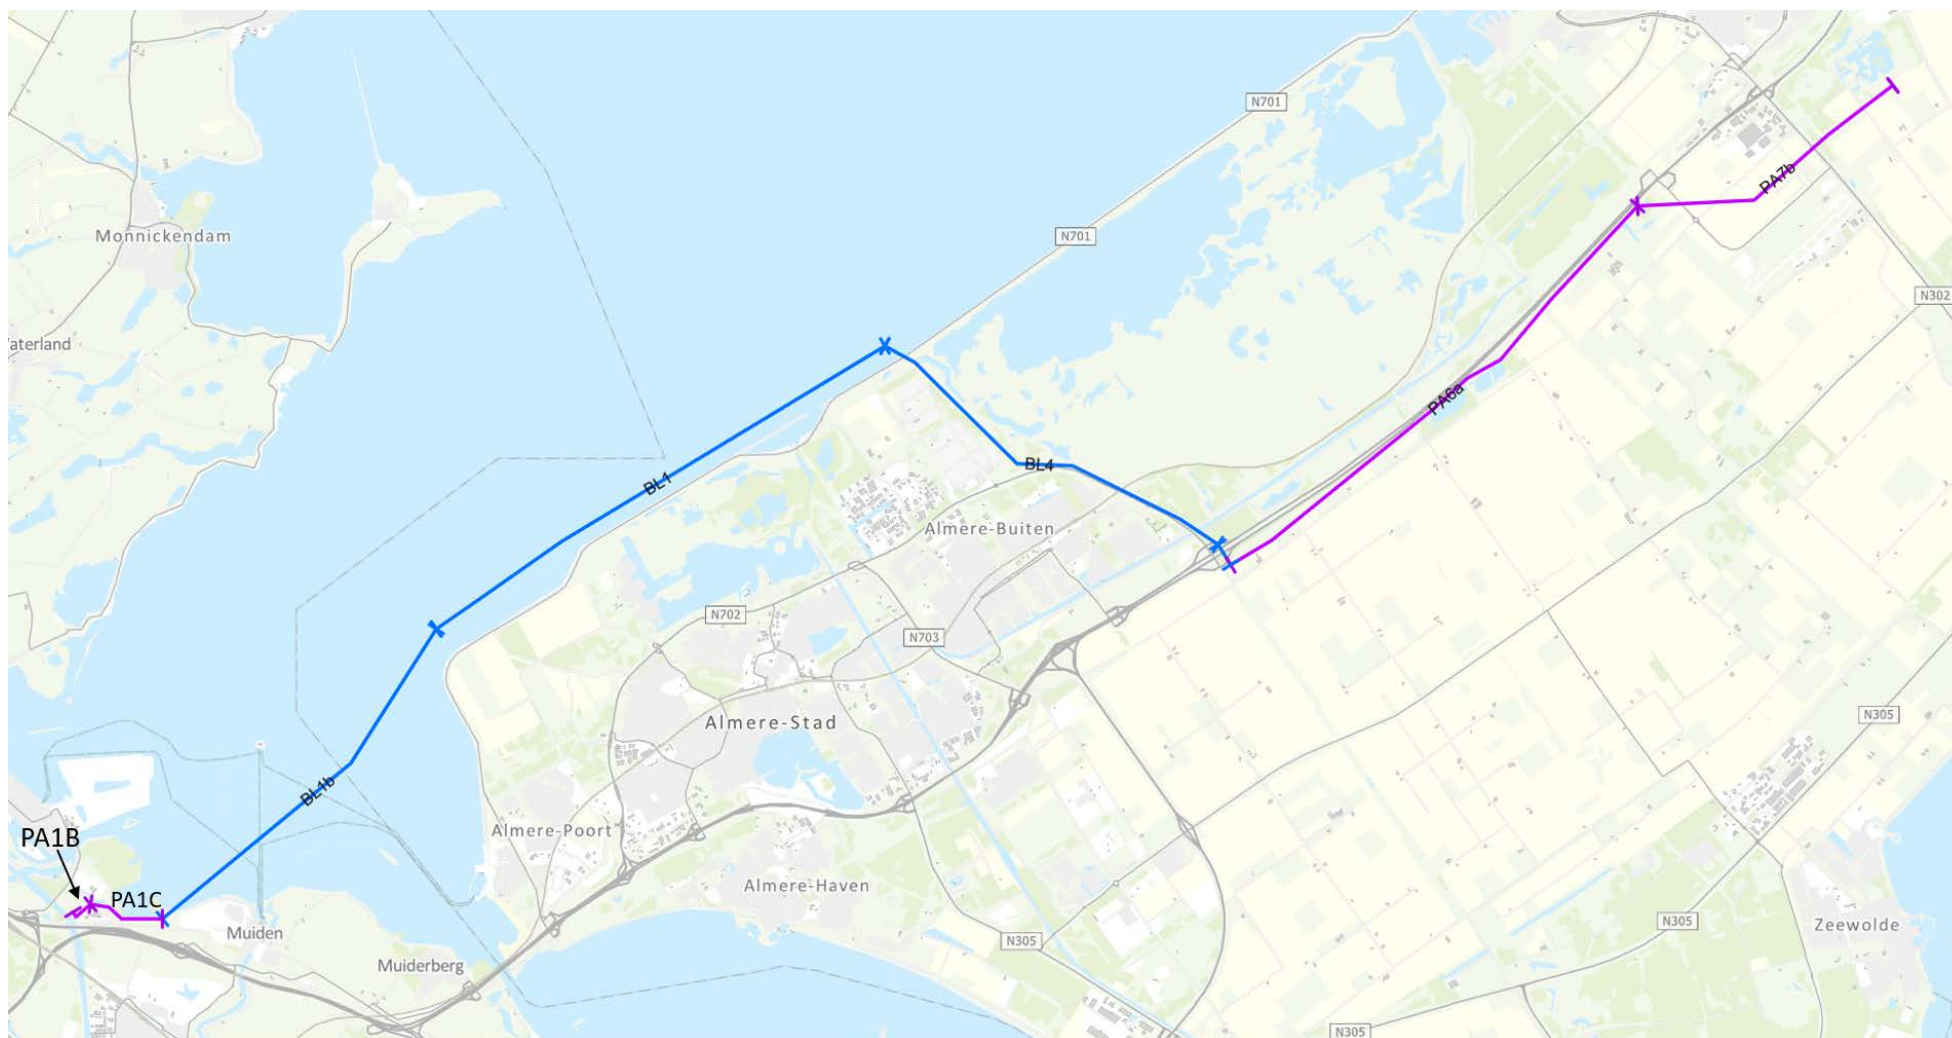 N701
PA7b
N701
Monnickendam
N302
aterland
PA6a
BL4
BL1
Almere-Buiten
N702
N703
N305
Almere-Stad
BL1b
Almere-Poort
PA1B
Almere-Haven
PA1C
N305
Zeewolde
Muiden
N305
Muiderberg
N305